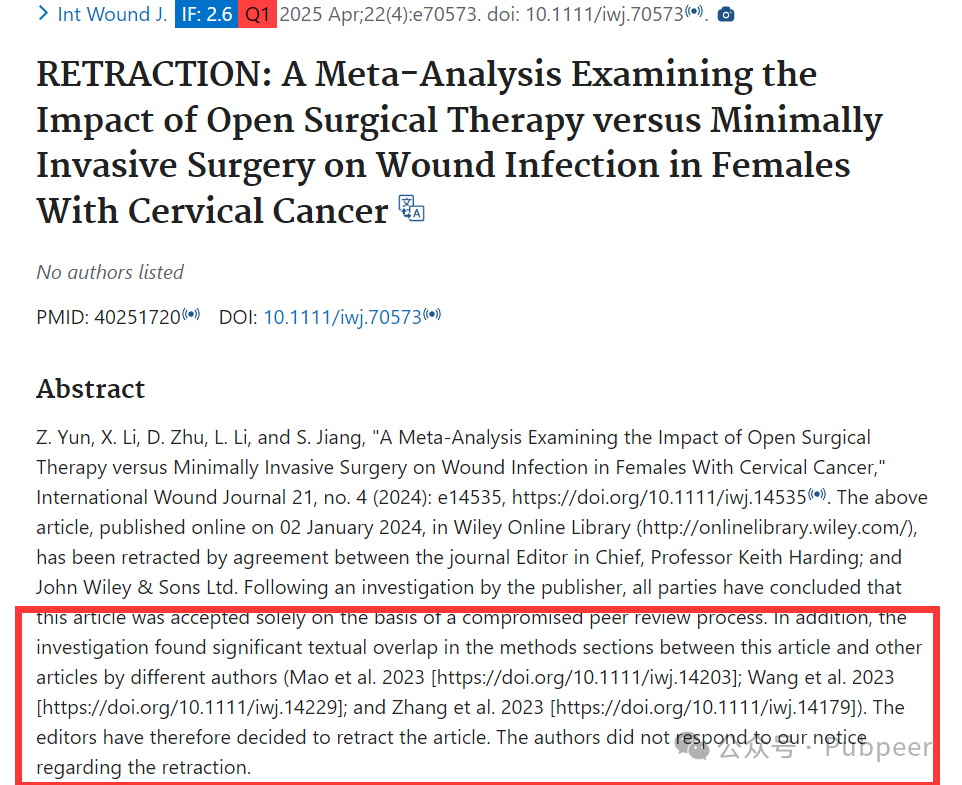 Int Wound J. IF: 2.6 Q1 2025 Apr;22(4):e70573. doi: 10.1111/iwj.70573.
RETRACTION: A Meta-Analysis Examining the
Impact of Open Surgical Therapy versus Minimally
Invasive Surgery on Wound Infection in Females
With Cervical Cancer
No authors listed
PMID: 40251720 DOI: 10.1111/iwj.70573
Abstract
Z. Yun, X. Li, D. Zhu, L. Li, and S. Jiang, "A Meta-Analysis Examining the Impact of Open Surgical
Therapy versus Minimally Invasive Surgery on Wound Infection in Females With Cervical Cancer,"
International Wound Journal 21, no. 4 (2024): e14535, https://doi.org/10.1111/iwj.14535. The above
article, published online on 02 January 2024, in Wiley Online Library (http://onlinelibrary.wiley.com/),
has been retracted by agreement between the journal Editor in Chief, Professor Keith Harding; and
John Wiley & Sons Ltd. Following an investigation by the publisher, all parties have concluded that
this article was accepted solely on the basis of a compromised peer review process. In addition, the
investigation found significant textual overlap in the methods sections between this article and other
articles by different authors (Mao et al. 2023 [https://doi.org/10.1111/iwj.14203]; Wang et al. 2023
[https://doi.org/10.1111/iwj.14229]; and Zhang et al. 2023 [https://doi.org/10.1111/iwj.14179]). The
editors have therefore decided to retract the article. The authors did not respond to our notice
regarding the retraction.
公众号 · Pubpeer